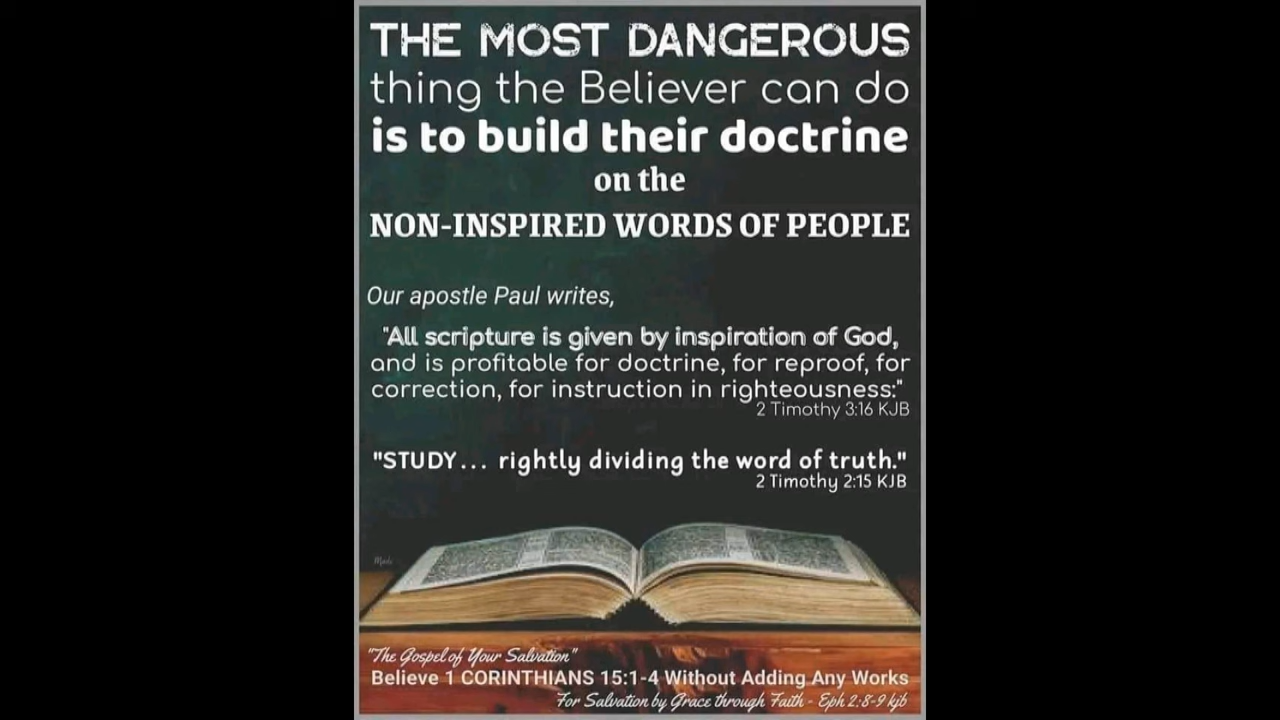 THE MOST DANGEROUS
thing the Believer can do
is to build their doctrine
on the
NON-INSPIRED WORDS OF PEOPLE
Our apostle Paul writes,
"All scripture is given by inspiration of God,
and is profitable for doctrine, for reproof, for
correction, for instruction in righteousness:"
2 Timothy 3:16 KJB
"STUDY... rightly dividing the word of truth."
2 Timothy 2:15 KJB
"The Gospel of Your Salvation"
Believe 1 CORINTHIANS 15:1-4 Without Adding Any Works
For Salvation by Grace through Faith - Eph 2:8-9 kjb